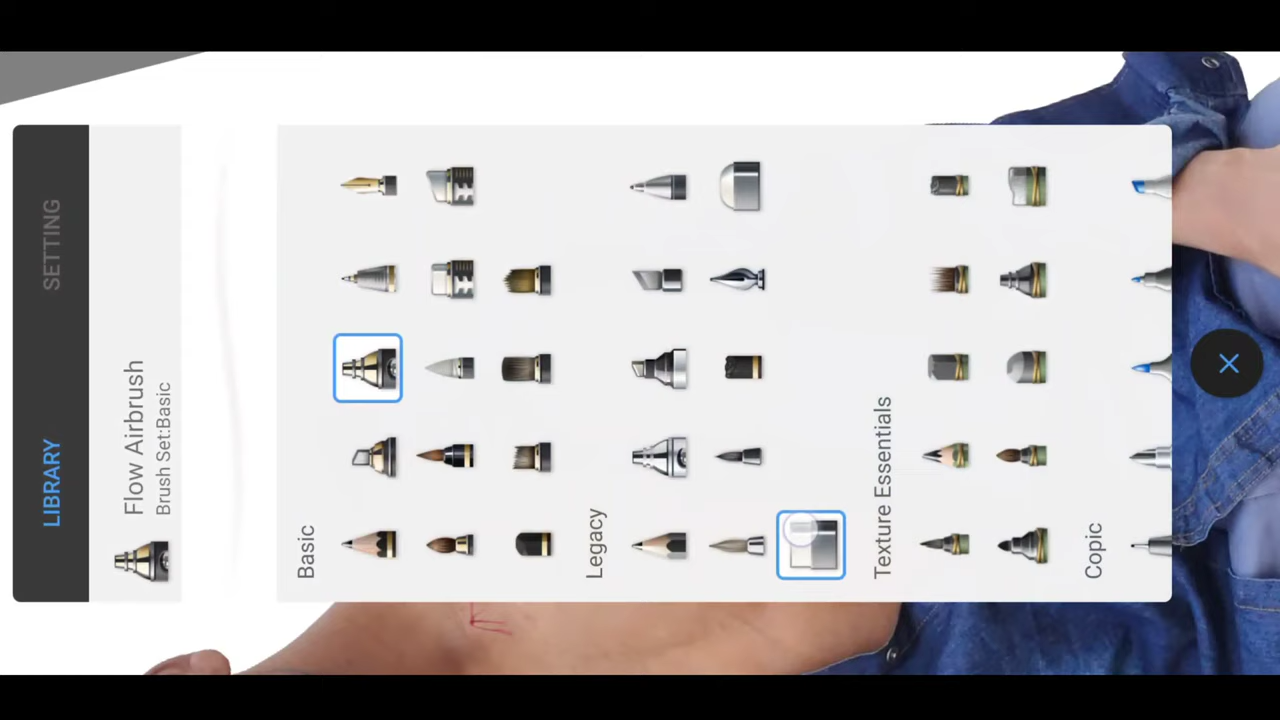 LIBRARY
SETTING
Flow Airbrush
Brush Set:Basic
Basic
Legacy
Texture Essentials
Copic